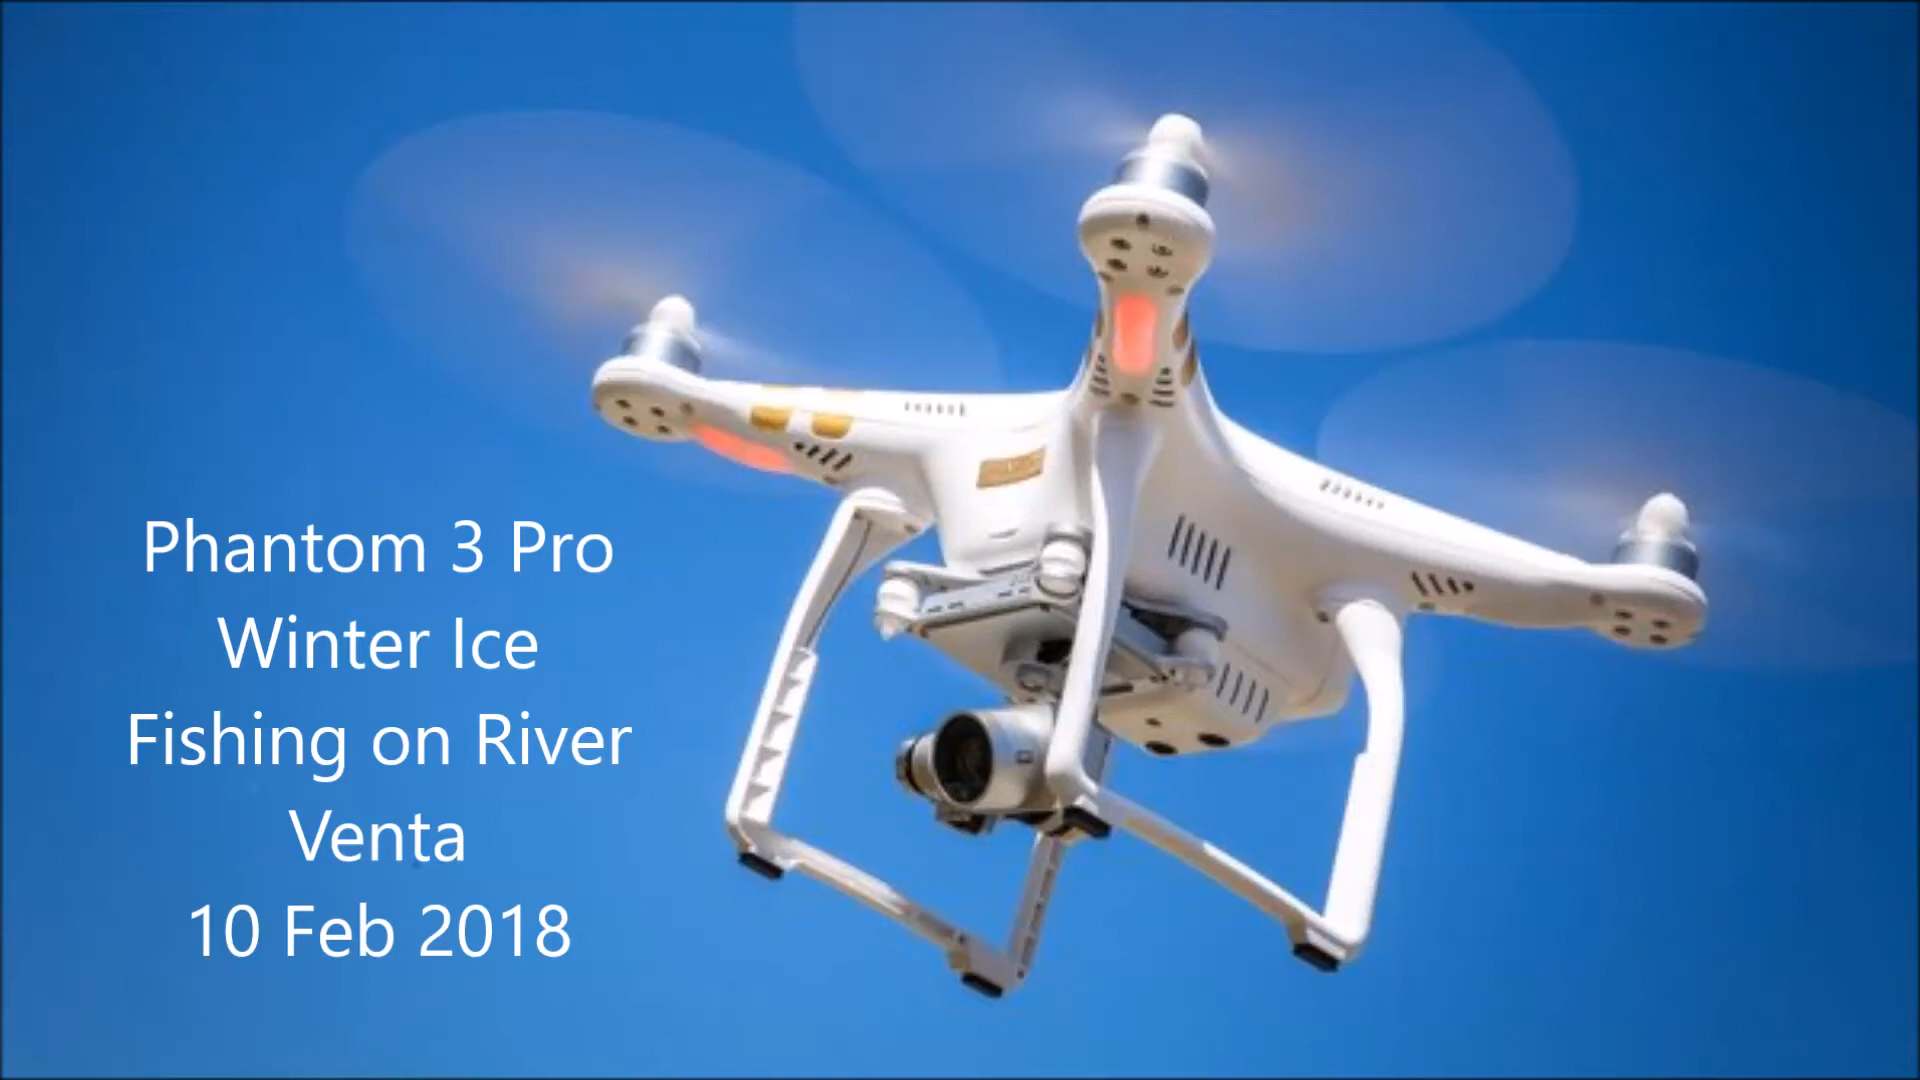 Phantom 3 Pro
Winter Ice
Fishing on River
Venta
10 Feb 2018